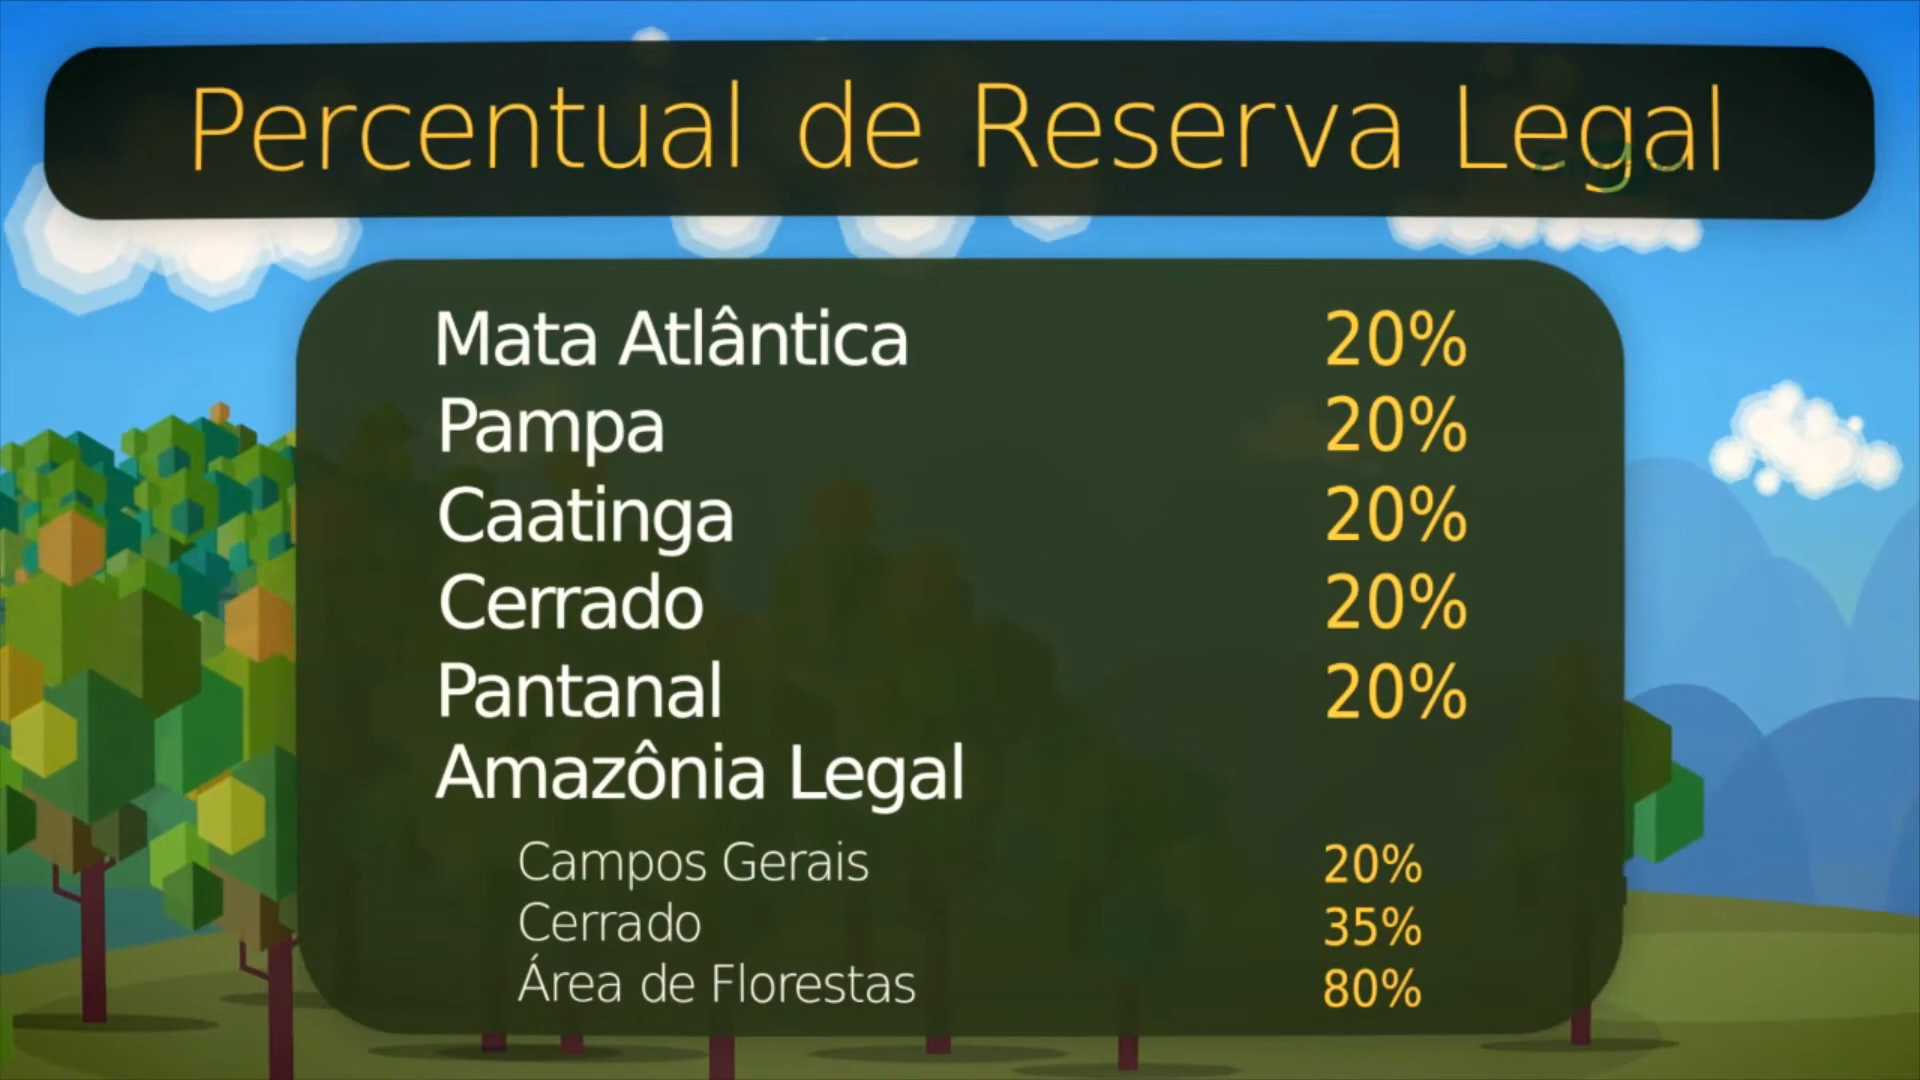 Percentual de Reserva Legal
Mata Atlântica 20%
Pampa 20%
Caatinga 20%
Cerrado 20%
Pantanal 20%
Amazônia Legal
Campos Gerais 20%
Cerrado 35%
Área de Florestas 80%